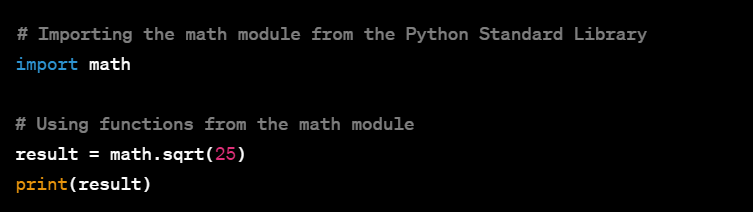 # Importing the math module from the Python Standard Library
import math
# Using functions from the math module
result = math.sqrt(25)
print(result)